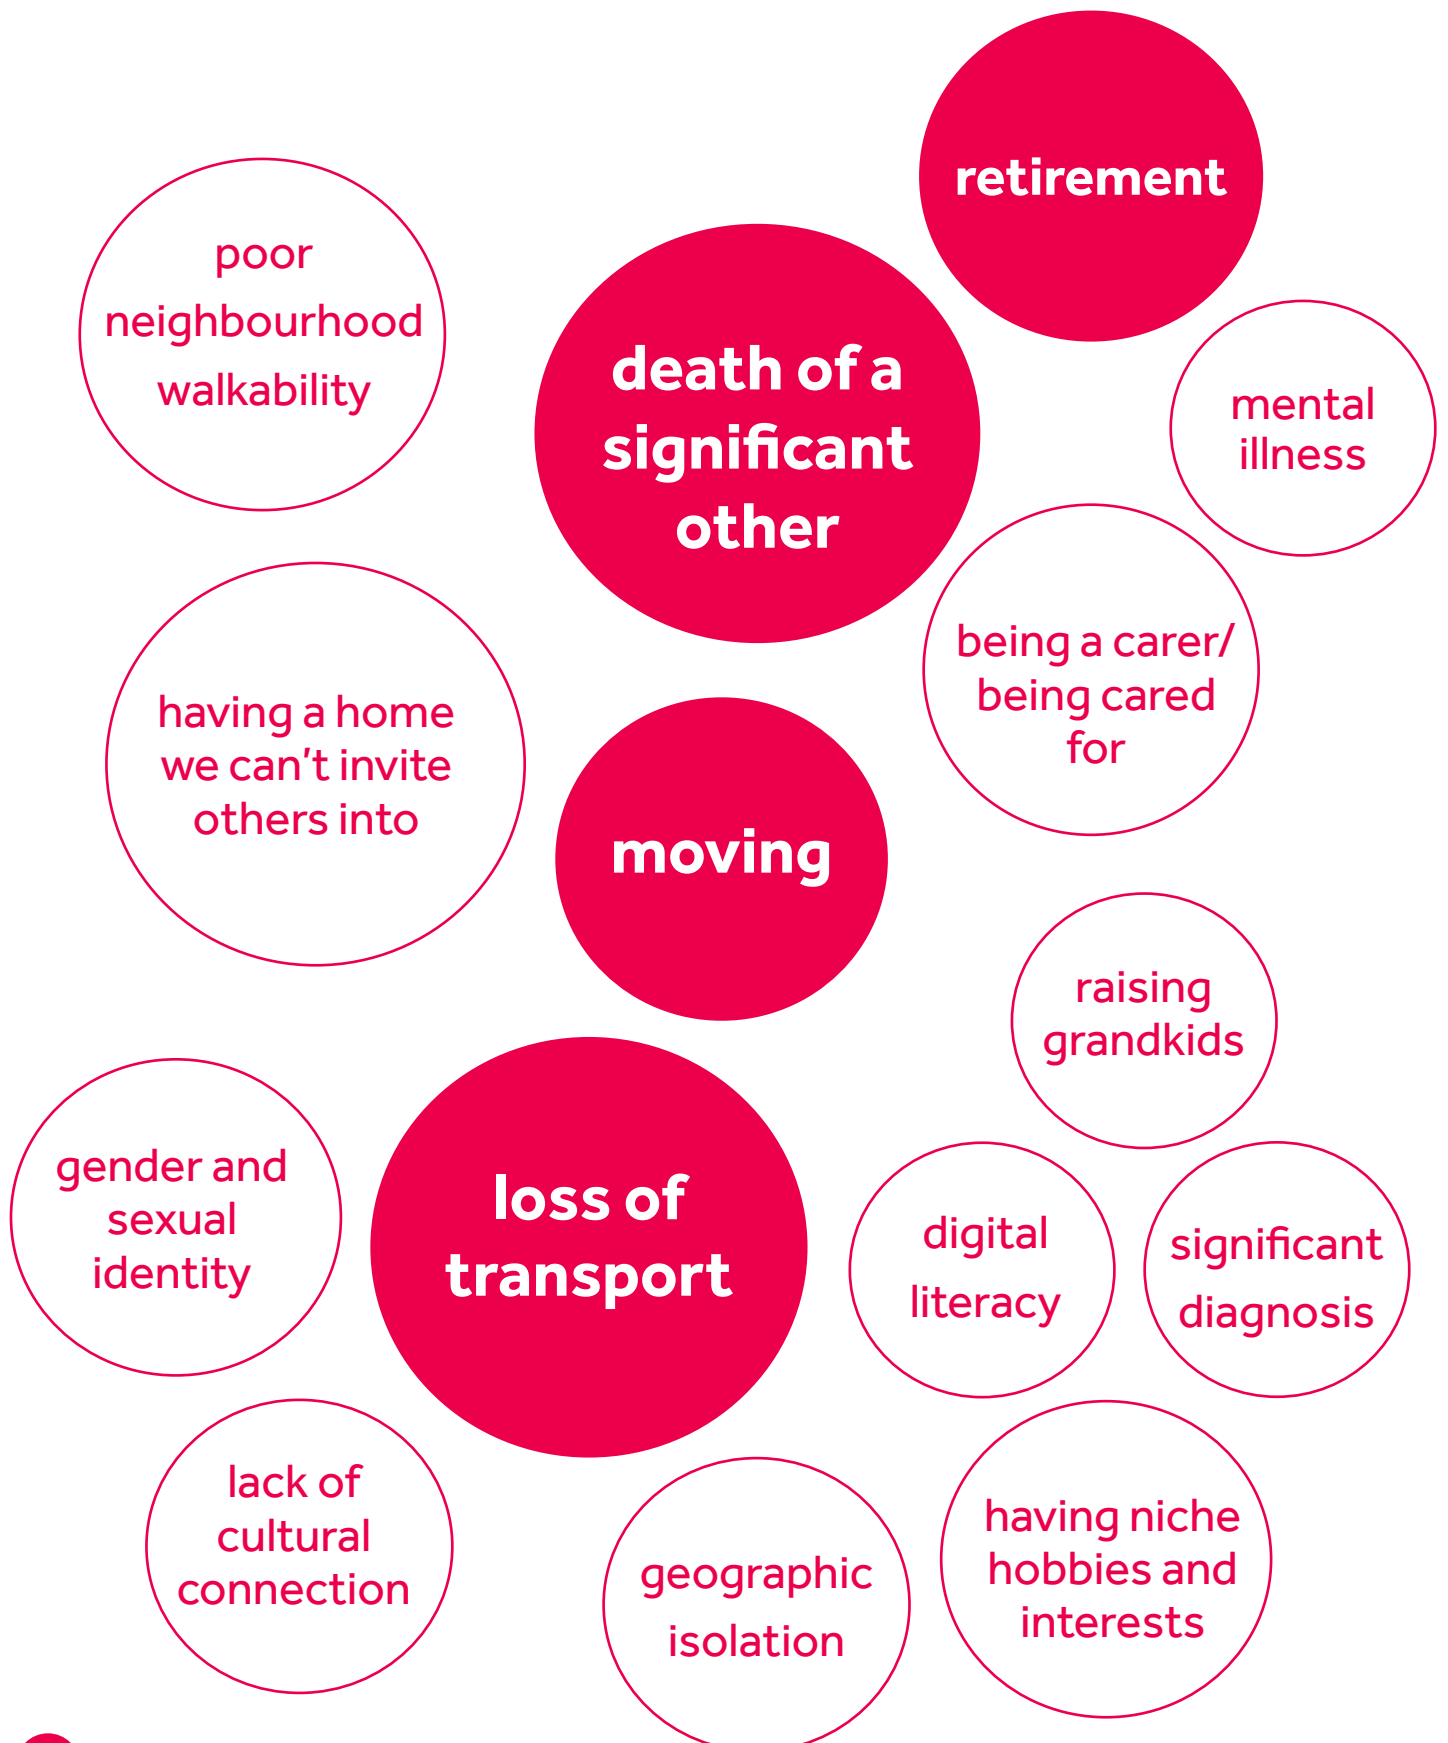 retirement
poor
neighbourhood
walkability
death of a
significant
other
mental
illness
being a carer/
being cared
for
having a home
we can't invite
others into
moving
raising
grandkids
gender and
sexual
identity
loss of
transport
digital
literacy
significant
diagnosis
lack of
cultural
connection
geographic
isolation
having niche
hobbies and
interests